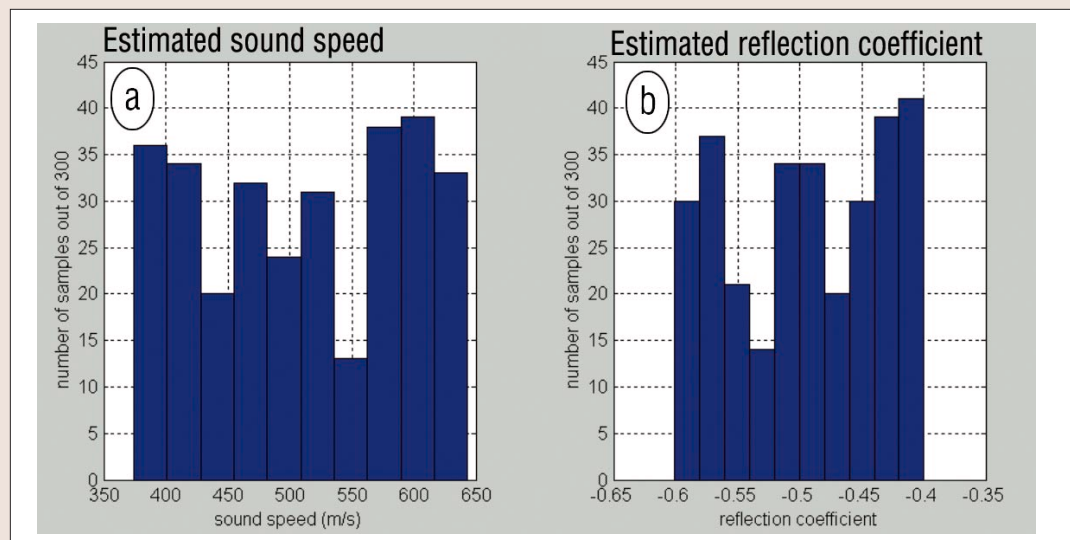 Estimated sound speed
a
number of samples out of 300
45
40
35
30
25
20
15
10
5
0
350 400 450 500 550 600 650
sound speed (m/s)
Estimated reflection coefficient
b
number of samples out of 300
45
40
35
30
25
20
15
10
5
0
-0.65 -0.6 -0.55 -0.5 -0.45 -0.4 -0.35
reflection coefficient